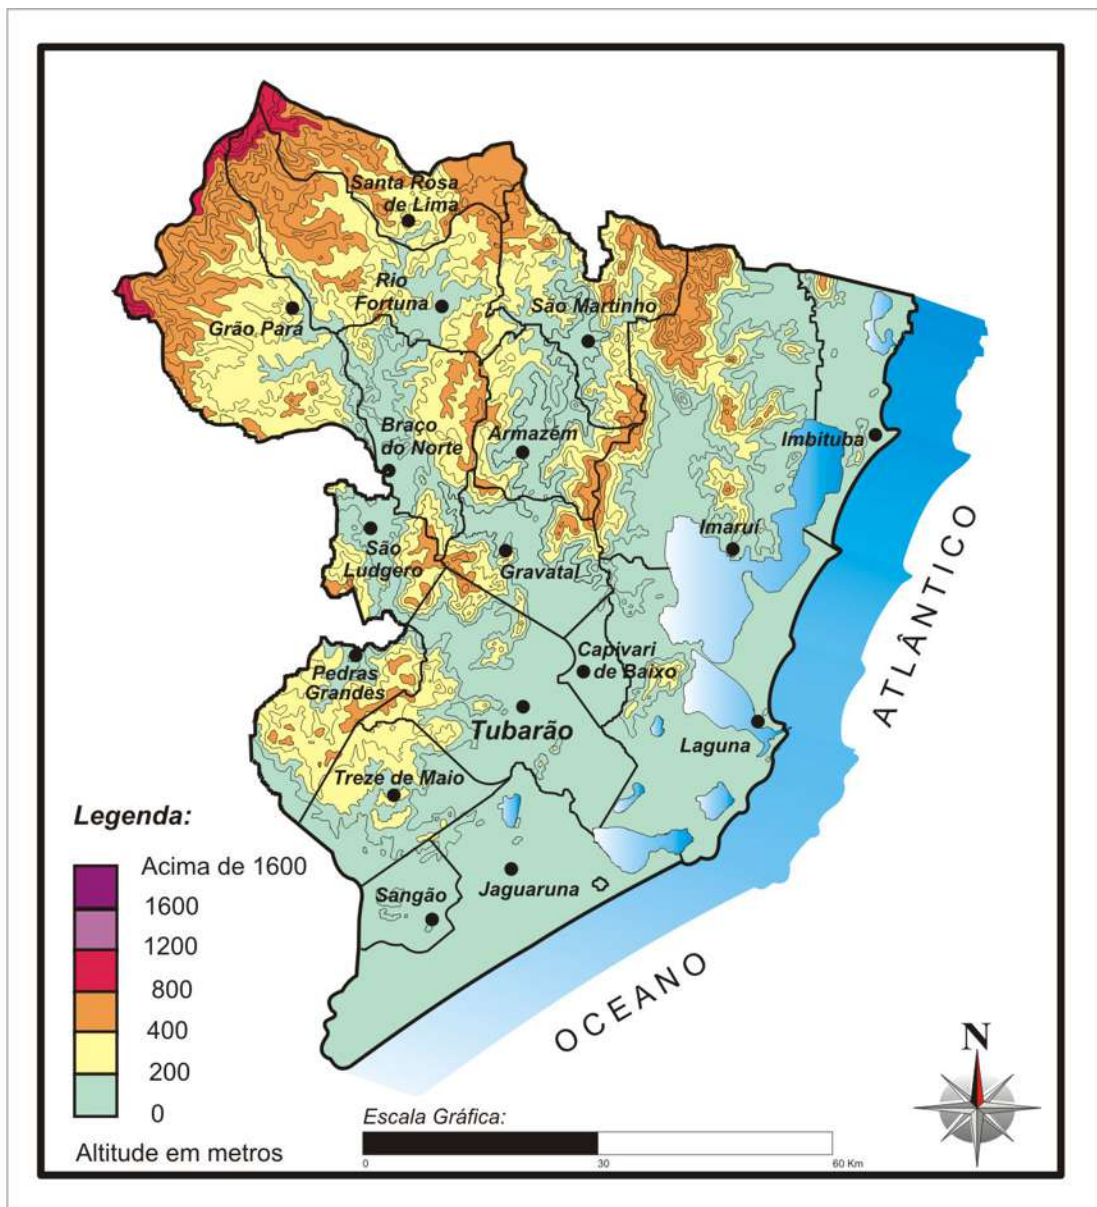 Santa Rosa
de Lima
Rio
Fortuna
São Martinho
Grão Pará
Braço
do Norte
Armazém
Imbituba
Imaruí
São
Ludgero
Gravatal
Capivari
de Baixo
Pedras
Grandes
Tubarão
Laguna
Treze de Maio
Jaguaruna
Sangão
ATLÂNTICO
OCEANO
Legenda:
Acima de 1600
1600
1200
800
400
200
0
Altitude em metros
N
Escala Gráfica:
0 30 60 Km